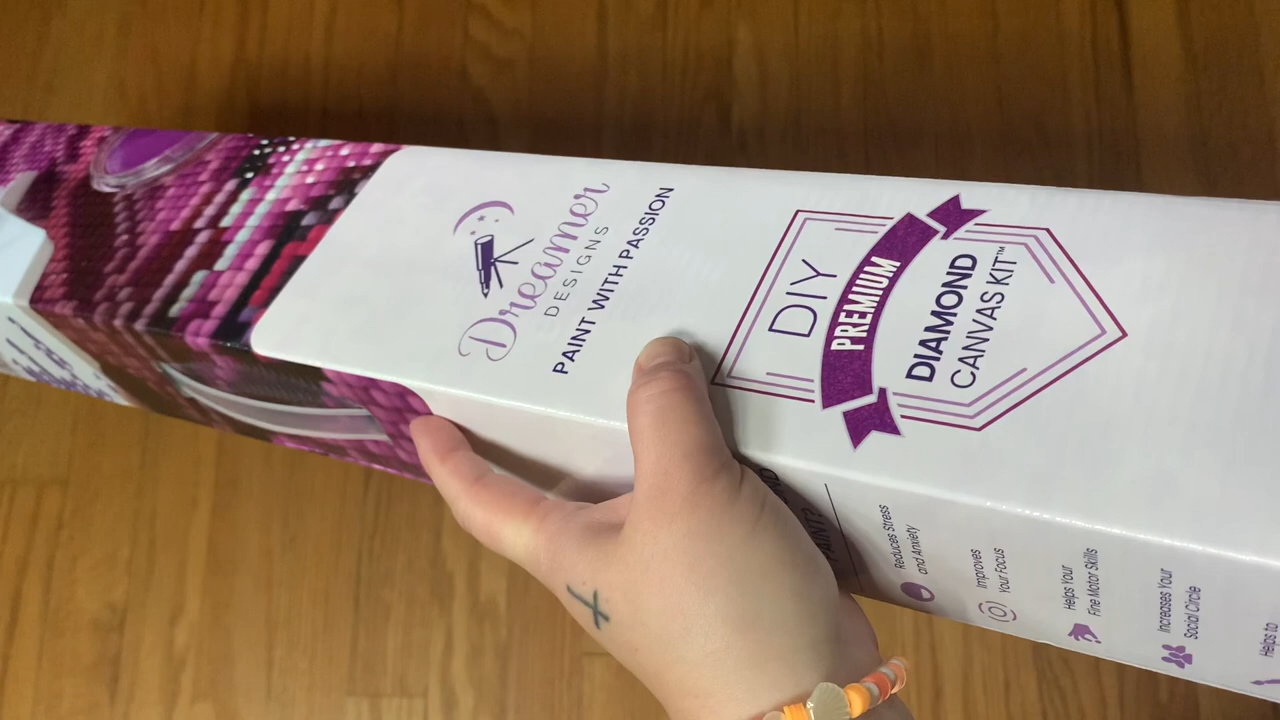 Dreamer
DESIGNS
PAINT WITH PASSION
DIY
PREMIUM
DIAMOND
CANVAS KIT™
PAINT?
Reduces Stress
and Anxiety
Improves
Your Focus
Helps Your
Fine Motor Skills
Increases Your
Social Circle
Helps to